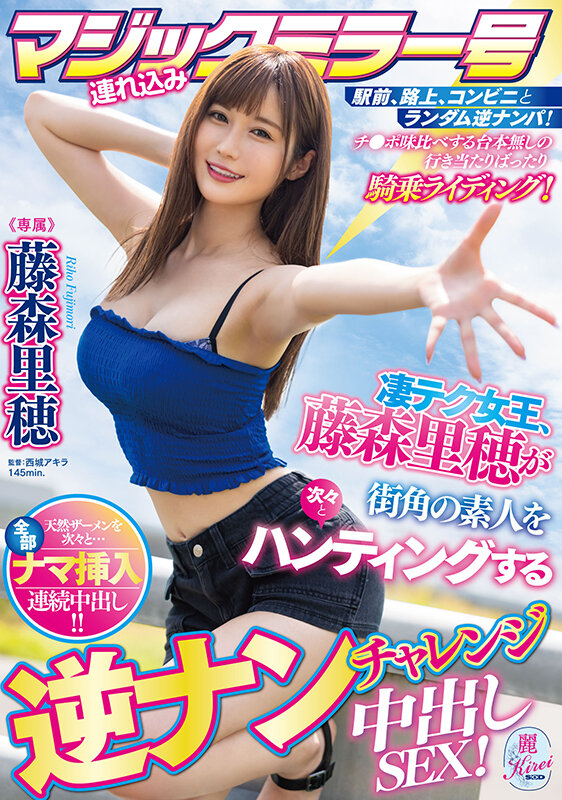 マジックミラー号
連れ込み
駅前、路上、コンビニと
ランダム逆ナンパ!
チ●ポ味比べする台本無しの
行き当たりばったり
騎乗ライディング!
《専属》
藤森里穂
Riho Fujimori
監督:西城アキラ
145min.
凄テク女王、
藤森里穂が
街角の素人を
次々と
ハンティングする
全部
天然ザーメンを
次々と…
ナマ挿入
連続中出し
!!
逆ナン
チャレンジ
中出し
SEX!
麗
Kirei
SOD